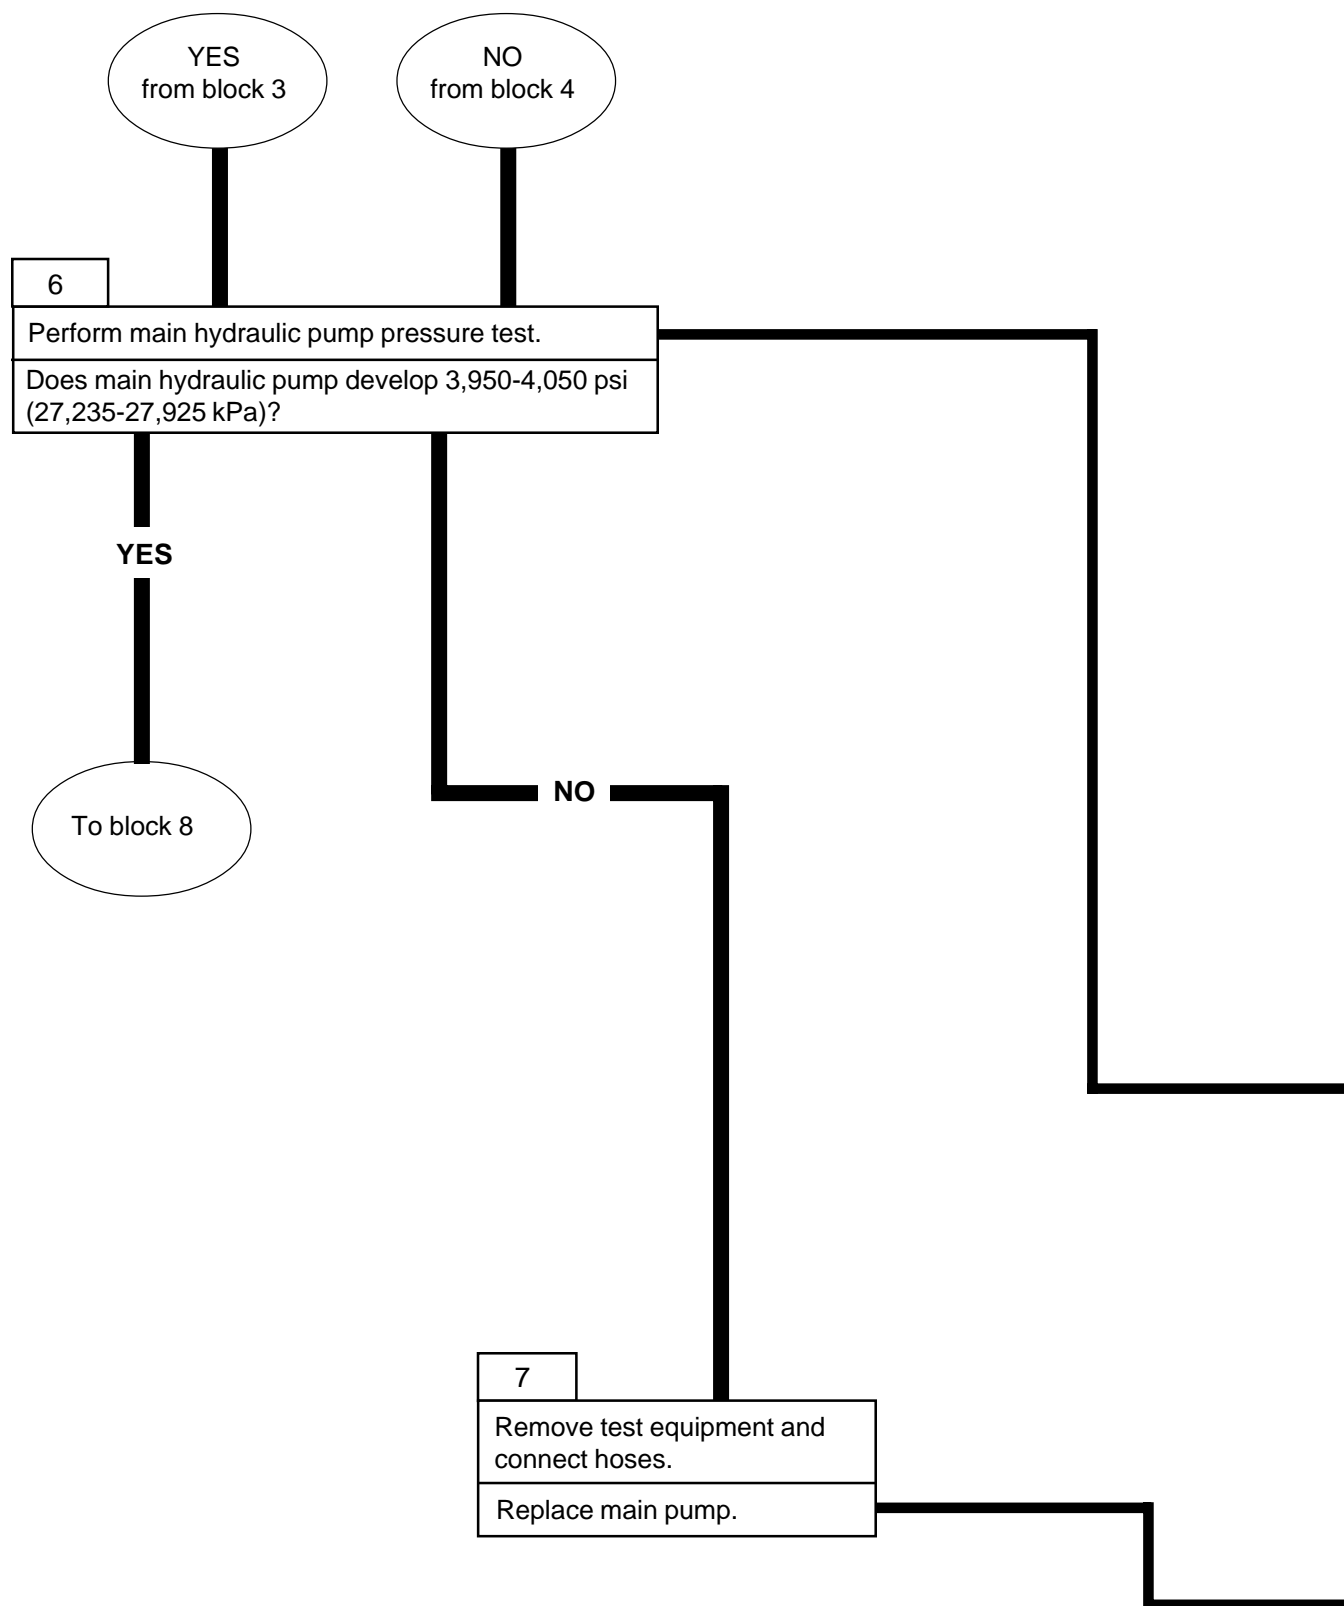 YES
from block 3
NO
from block 4
6
Perform main hydraulic pump pressure test.
Does main hydraulic pump develop 3,950-4,050 psi
(27,235-27,925 kPa)?
YES
NO
To block 8
7
Remove test equipment and
connect hoses.
Replace main pump.